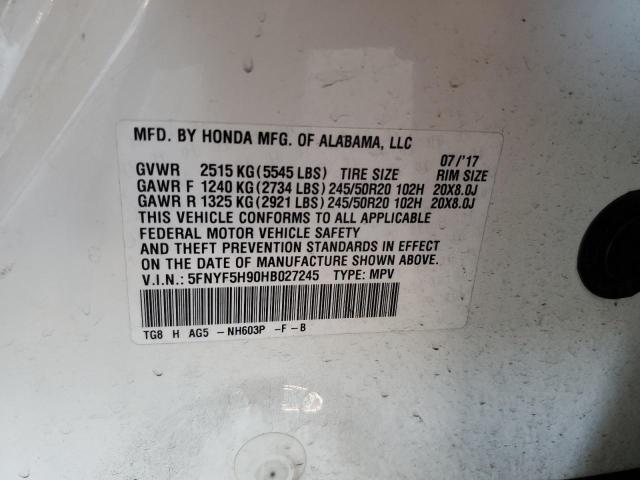 MFD. BY HONDA MFG. OF ALABAMA, LLC
07/'17
GVWR 2515 KG(5545 LBS) TIRE SIZE RIM SIZE
GAWR F 1240 KG(2734 LBS) 245/50R20 102H 20X8.0J
GAWR R 1325 KG(2921 LBS) 245/50R20 102H 20X8.0J
THIS VEHICLE CONFORMS TO ALL APPLICABLE
FEDERAL MOTOR VEHICLE SAFETY
AND THEFT PREVENTION STANDARDS IN EFFECT
ON THE DATE OF MANUFACTURE SHOWN ABOVE.
V.I.N.: 5FNYF5H90HB027245 TYPE: MPV
TG8 H AG5 -NH603P -F-B